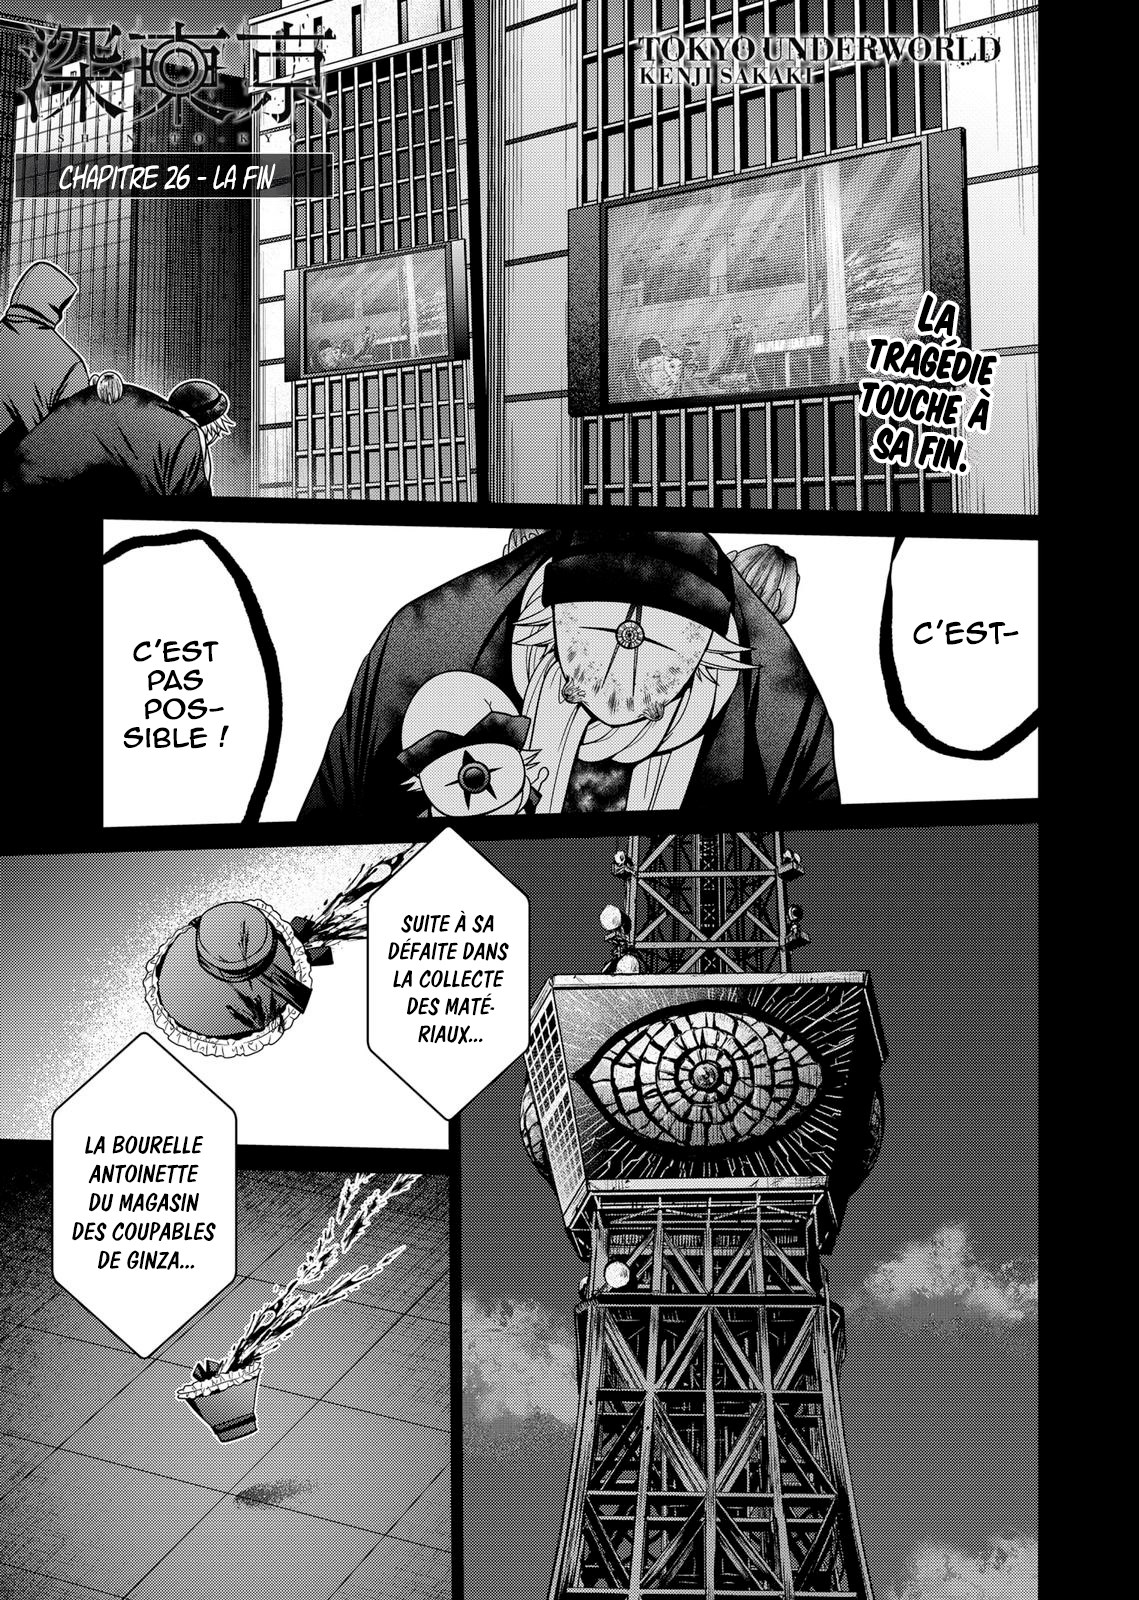 深東京
SHIN-TO-KYO
TOKYO UNDERWORLD
KENJI SAKAKI
CHAPITRE 26 - LA FIN
LA
TRAGÉDIE
TOUCHE À
SA FIN.
C'EST-
C'EST
PAS
POS-
SIBLE !
SUITE À SA
DÉFAITE DANS
LA COLLECTE
DES MATÉ-
RIAUX...
LA BOURELLE
ANTOINETTE
DU MAGASIN
DES COUPABLES
DE GINZA...